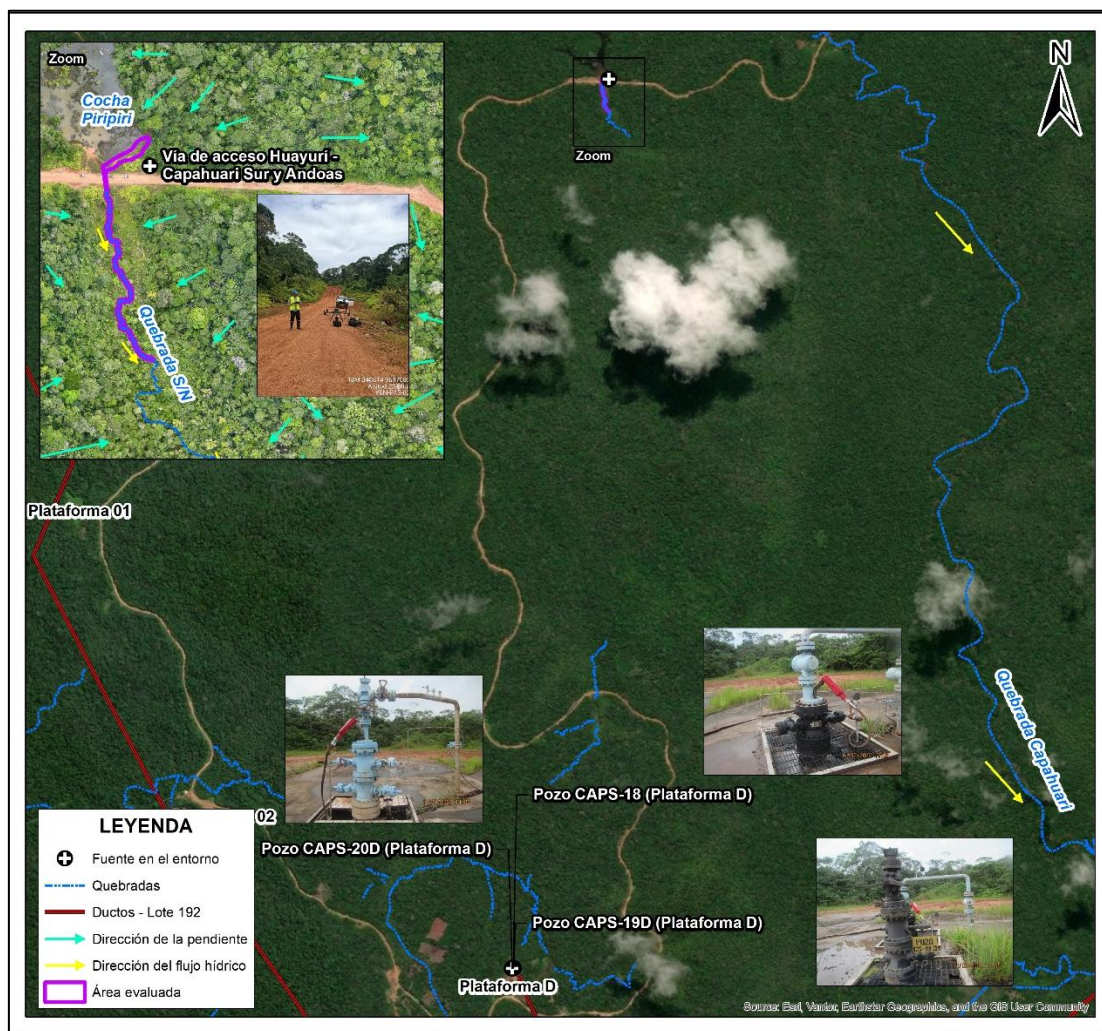 Zoom
Cocha
Piripiri
Vía de acceso Huayurí -
Capahuari Sur y Andoas
Quebrada S/N
N
Zoom
Plataforma 01
Quebrada Capahuari
02
Pozo CAPS-18 (Plataforma D)
Pozo CAPS-20D (Plataforma D)
Pozo CAPS-19D (Plataforma D)
Plataforma D
POZO
LEYENDA
Fuente en el entorno
Quebradas
Ductos - Lote 192
Dirección de la pendiente
Dirección del flujo hídrico
Área evaluada
Source: Esri, Vantor, Earthstar Geographics, and the GIS User Community